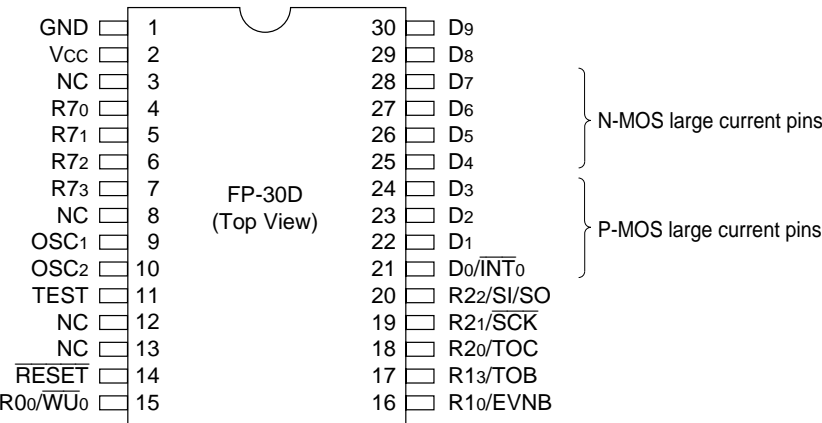 GND 1 30 D9
VCC 2 29 D8
NC 3 28 D7
R70 4 27 D6
R71 5 26 D5
R72 6 25 D4
R73 7 24 D3
NC 8 23 D2
OSC1 9 22 D1
OSC2 10 21 D0/INT0
TEST 11 20 R22/SI/SO
NC 12 19 R21/SCK
NC 13 18 R20/TOC
RESET 14 17 R13/TOB
R00/WU0 15 16 R10/EVNB
FP-30D
(Top View)
N-MOS large current pins
P-MOS large current pins